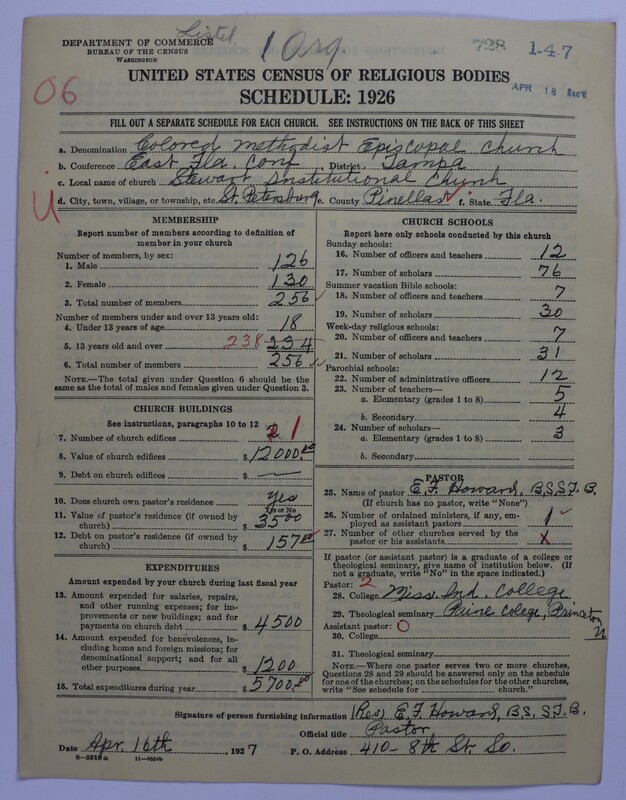 Listed
1 Org
728 1-4-7
DEPARTMENT OF COMMERCE
BUREAU OF THE CENSUS
WASHINGTON
APR 18 Rec'd
06
UNITED STATES CENSUS OF RELIGIOUS BODIES
SCHEDULE: 1926
FILL OUT A SEPARATE SCHEDULE FOR EACH CHURCH. SEE INSTRUCTIONS ON THE BACK OF THIS SHEET
a. Denomination Colored Methodist Episcopal Church
b. Conference East Fla. Conf District Tampa
c. Local name of church Stewart Institutional Church
U
d. City, town, village, or township, etc. St. Petersburg e. County Pinellas f. State Fla.
MEMBERSHIP
Report number of members according to definition of
member in your church
Number of members, by sex:
1. Male 126
2. Female 130
3. Total number of members 256
Number of members under and over 13 years old:
4. Under 13 years of age 18
5. 13 years old and over 238 234
6. Total number of members 256
NOTE.—The total given under Question 6 should be the
same as the total of males and females given under Question 3.
CHURCH BUILDINGS
See instructions, paragraphs 10 to 12
7. Number of church edifices 2 1
8. Value of church edifices $12,000.00
9. Debt on church edifices $ —
10. Does church own pastor's residence yes
Yes or No
11. Value of pastor's residence (if owned by
church) $3500
12. Debt on pastor's residence (if owned by
church) $157.00
EXPENDITURES
Amount expended by your church during last fiscal year
13. Amount expended for salaries, repairs,
and other running expenses; for im-
provements or new buildings; and for
payments on church debt $4500
14. Amount expended for benevolences, in-
cluding home and foreign missions; for
denominational support; and for all
other purposes $1200
15. Total expenditures during year $5700.00
CHURCH SCHOOLS
Report here only schools conducted by this church
Sunday schools:
16. Number of officers and teachers 12
17. Number of scholars 76
Summer vacation Bible schools:
18. Number of officers and teachers 7
19. Number of scholars 30
Week-day religious schools:
20. Number of officers and teachers 7
21. Number of scholars 31
Parochial schools:
22. Number of administrative officers 12
23. Number of teachers—
a. Elementary (grades 1 to 8) 5
b. Secondary 4
24. Number of scholars—
a. Elementary (grades 1 to 8) 3
b. Secondary
PASTOR
25. Name of pastor E.F. Howard, B.S.S.T.B.
(If church has no pastor, write "None")
26. Number of ordained ministers, if any, em-
ployed as assistant pastors 1
27. Number of other churches served by the
pastor or his assistants x
If pastor (or assistant pastor) is a graduate of a college or
theological seminary, give name of institution below. (If
not a graduate, write "No" in the space indicated.)
Pastor: 2
28. College Miss. Ind. College
29. Theological seminary Paine Colege, Princeton
Assistant pastor: 0
30. College
31. Theological seminary
NOTE.—Where one pastor serves two or more churches,
Questions 28 and 29 should be answered only on the schedule
for one of the churches; on the schedules for the other churches,
write "See schedule for church."
Signature of person furnishing information (Rev) E.F. Howard, B.S. S.T.B.
Official title Pastor
Date Apr. 16th, 1927 P. O. Address 410- 8th St. So.
8—5218 a 11—9524b